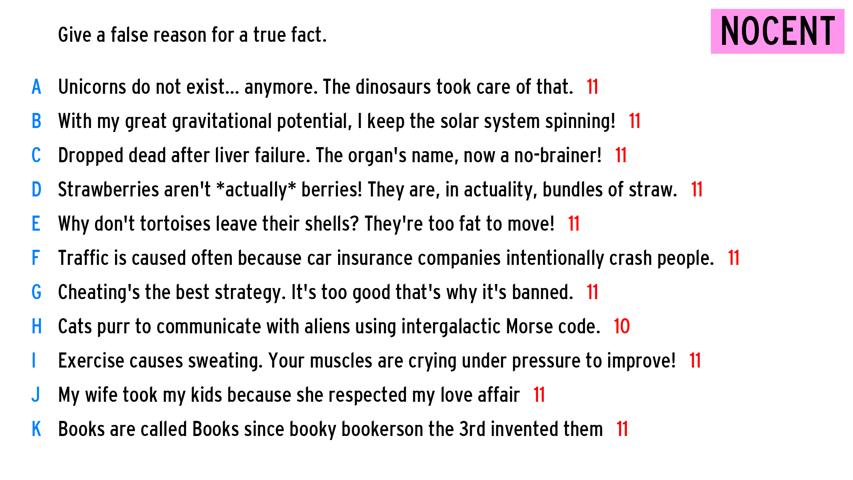 Give a false reason for a true fact.
NOCENT
A Unicorns do not exist... anymore. The dinosaurs took care of that. 11
B With my great gravitational potential, I keep the solar system spinning! 11
C Dropped dead after liver failure. The organ's name, now a no-brainer! 11
D Strawberries aren't *actually* berries! They are, in actuality, bundles of straw. 11
E Why don't tortoises leave their shells? They're too fat to move! 11
F Traffic is caused often because car insurance companies intentionally crash people. 11
G Cheating's the best strategy. It's too good that's why it's banned. 11
H Cats purr to communicate with aliens using intergalactic Morse code. 10
I Exercise causes sweating. Your muscles are crying under pressure to improve! 11
J My wife took my kids because she respected my love affair 11
K Books are called Books since booky bookerson the 3rd invented them 11